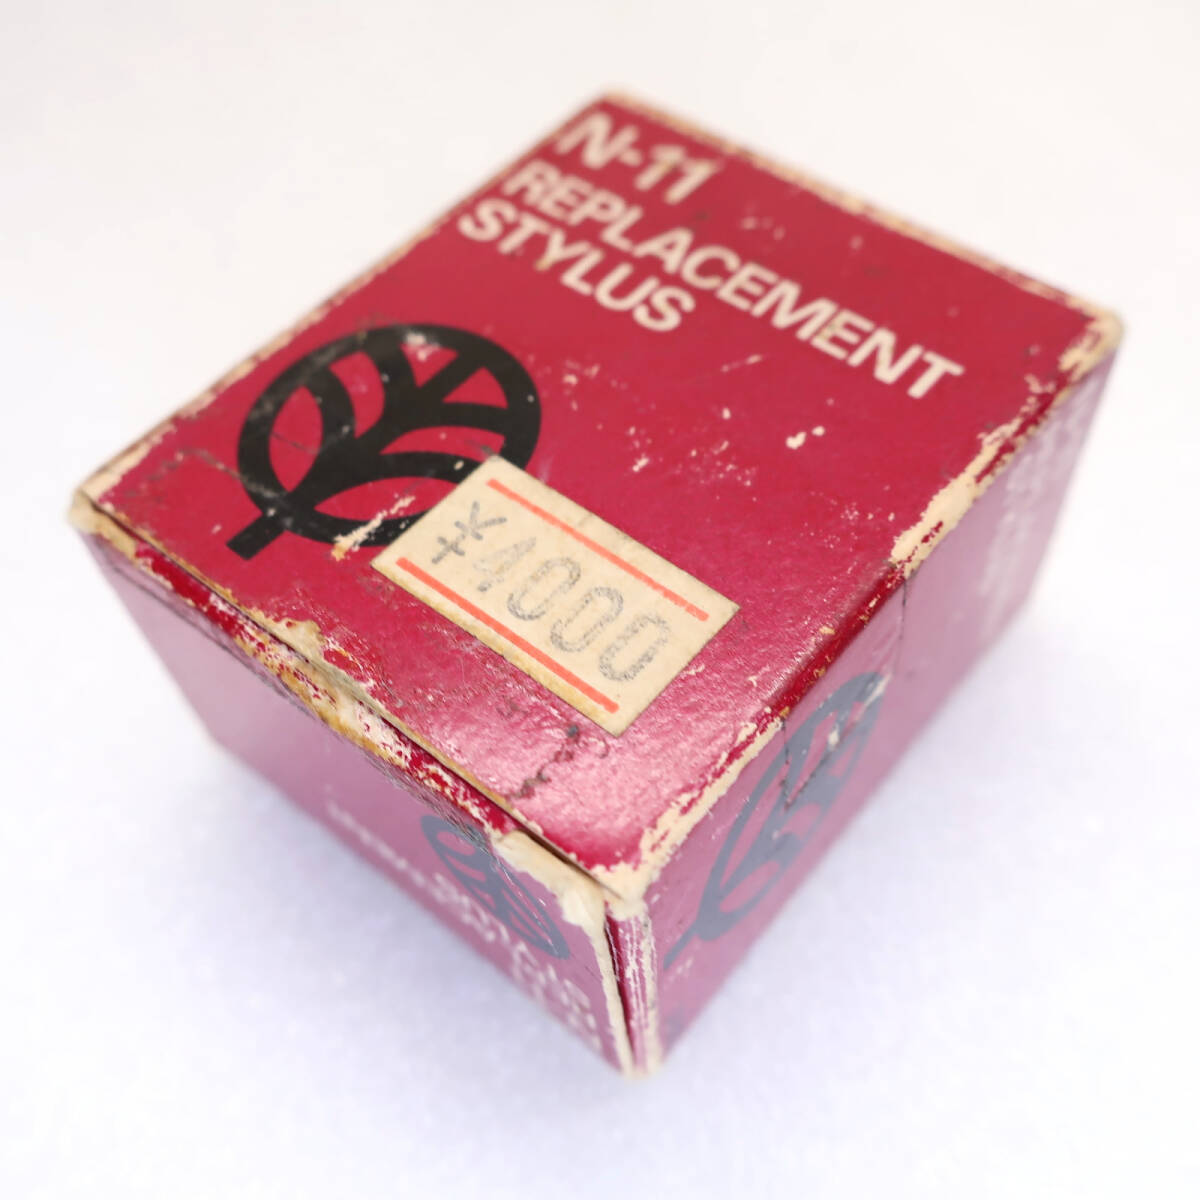 N-11
REPLACEMENT
STYLUS
¥4000